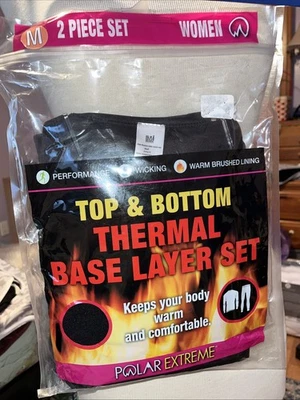 M 2 PIECE SET WOMEN
M
PERFORMANCE WICKING WARM BRUSHED LINING
TOP & BOTTOM
THERMAL
BASE LAYER SET
Keeps your body
warm
and comfortable.
POLAR EXTREME